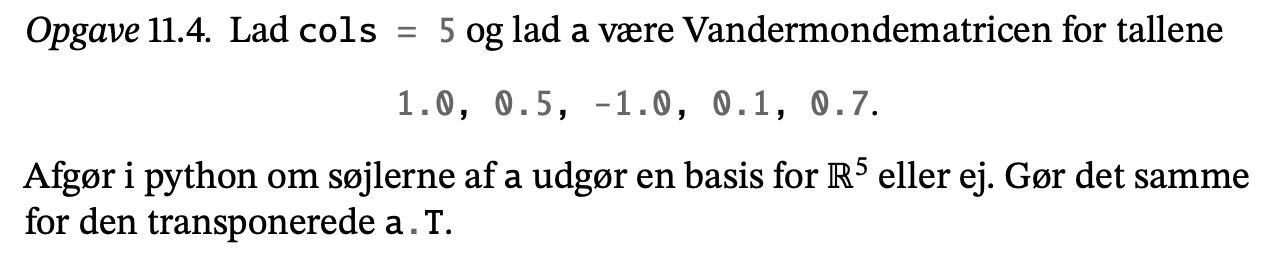 Opgave 11.4. Lad cols = 5 og lad a være Vandermondematricen for tallene
1.0, 0.5, -1.0, 0.1, 0.7.
Afgør i python om søjlerne af a udgør en basis for ℝ⁵ eller ej. Gør det samme
for den transponerede a.T.